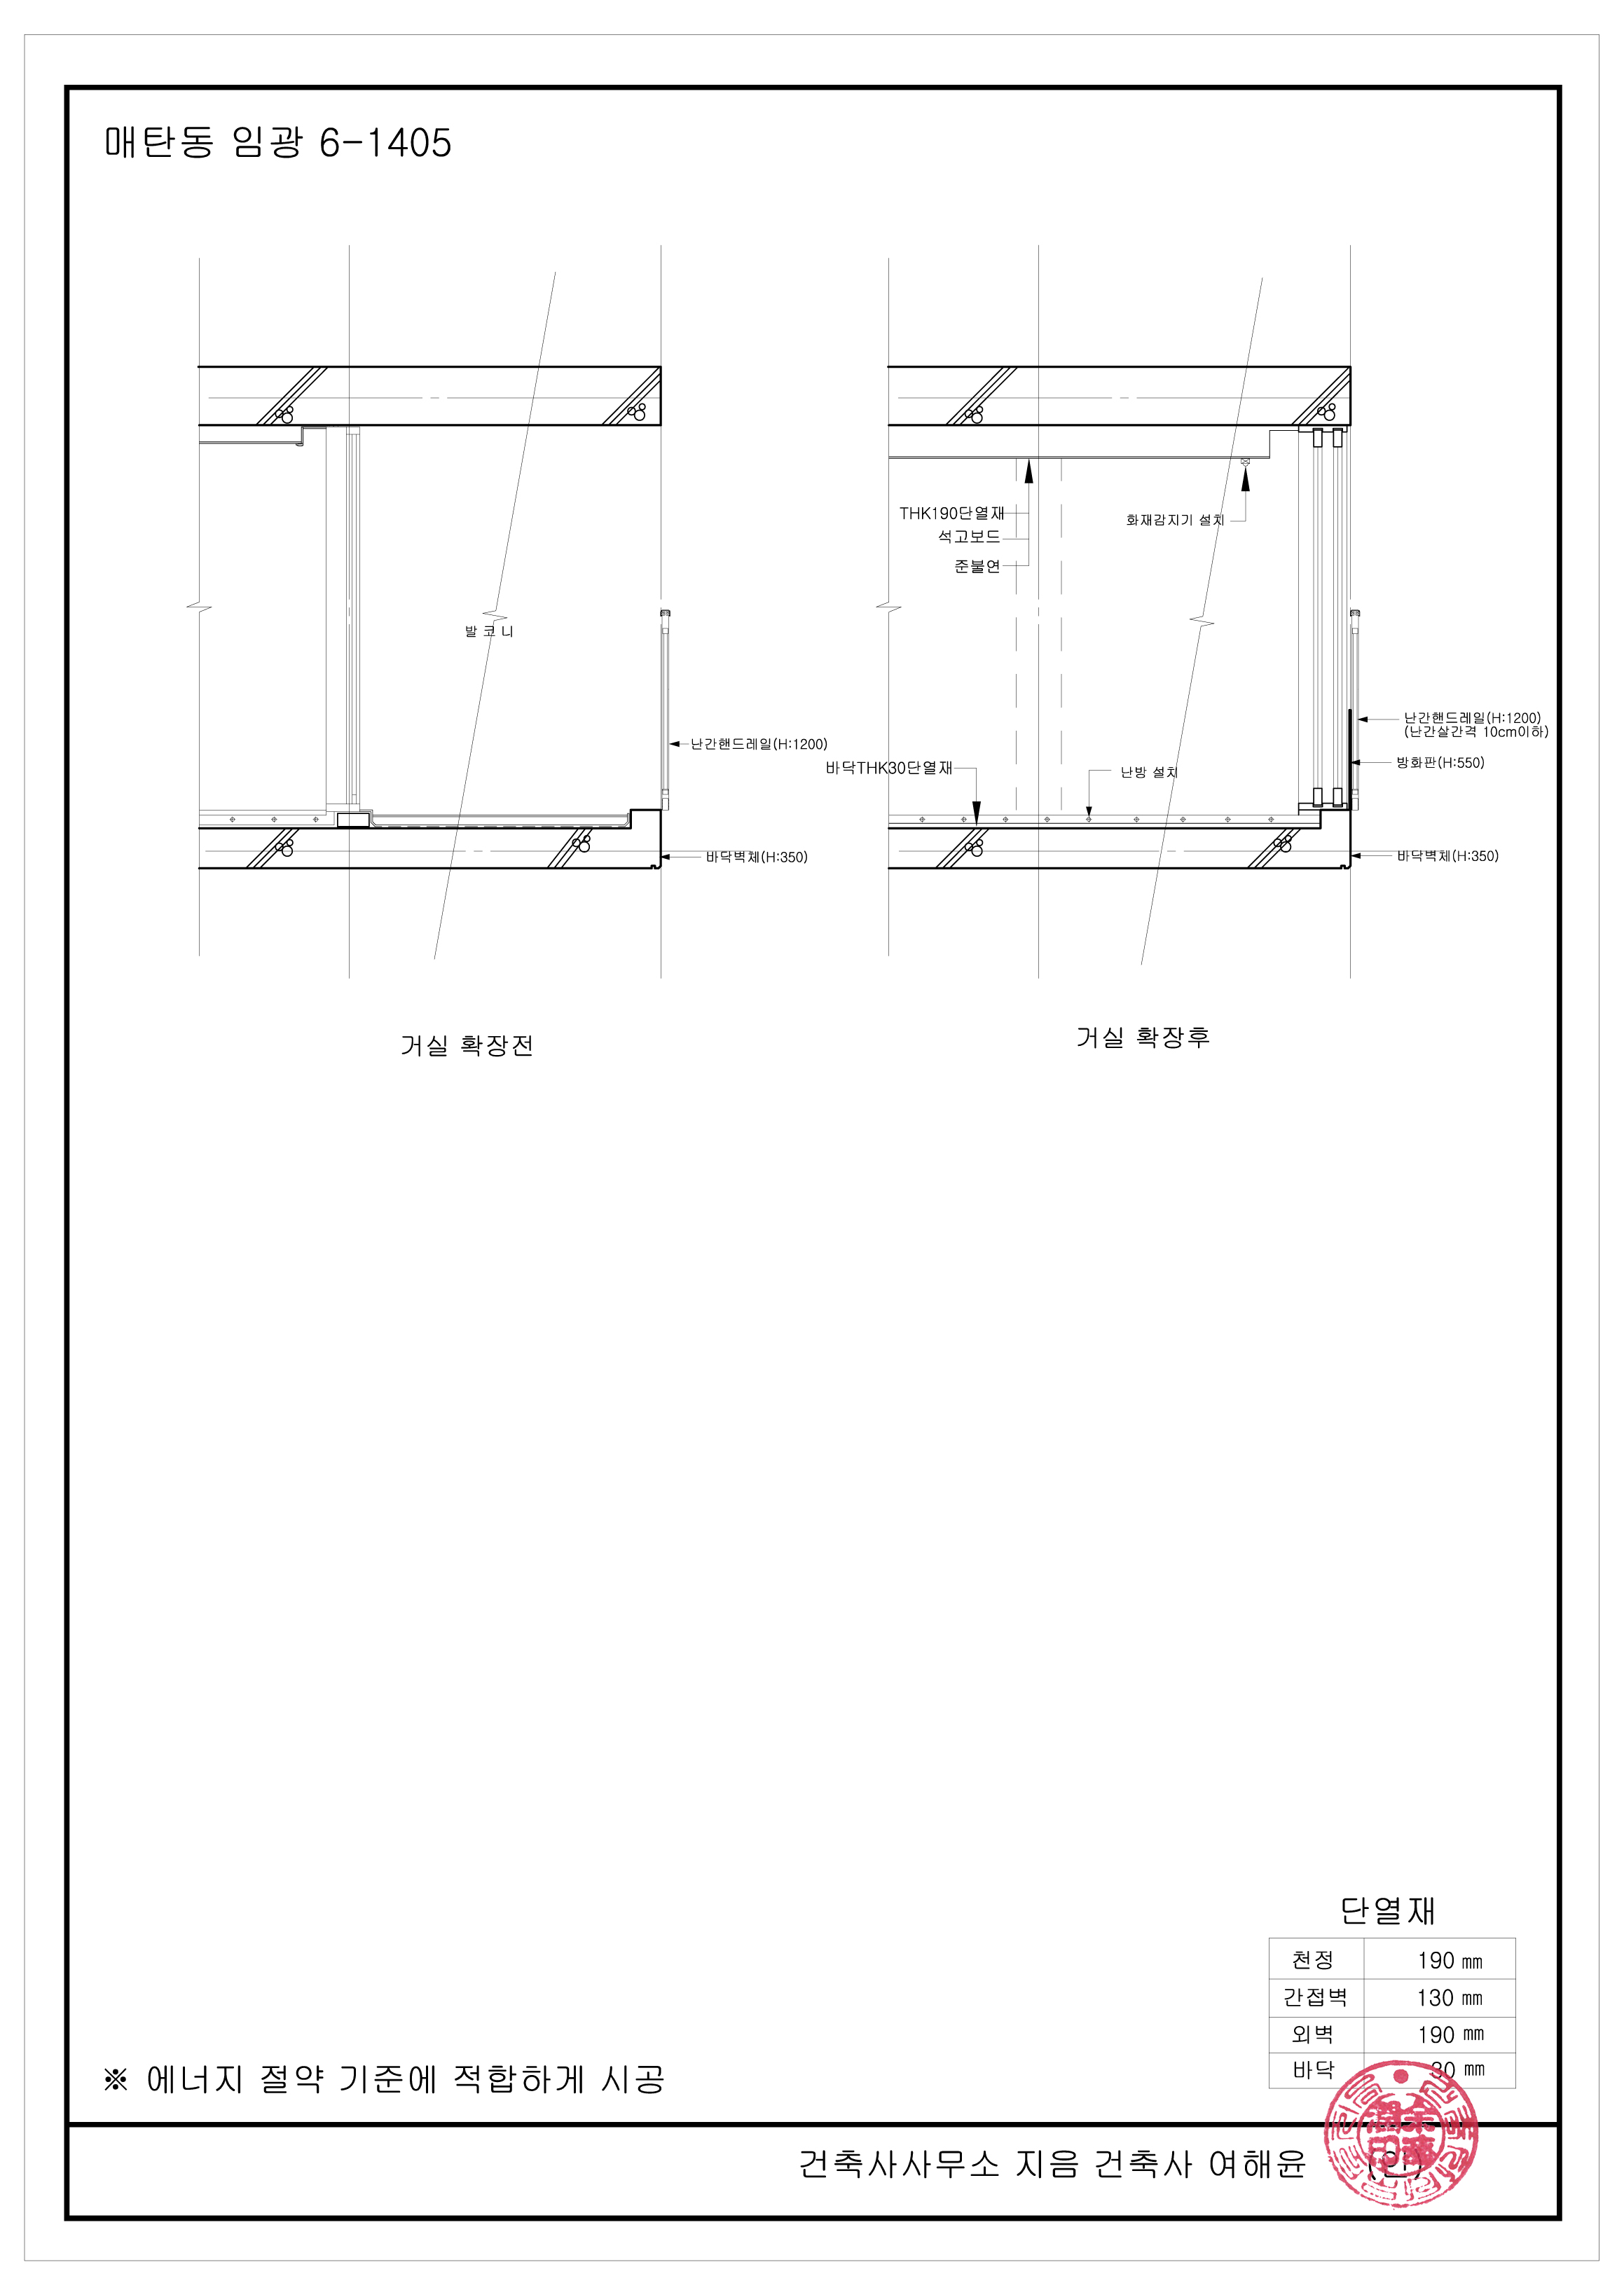 매탄동 임광 6-1405
발 코 니
난간핸드레일(H:1200)
바닥벽체(H:350)
거실 확장전
THK190단열재
석고보드
준불연
화재감지기 설치
바닥THK30단열재
난방 설치
난간핸드레일(H:1200)
(난간살간격 10cm이하)
방화판(H:550)
바닥벽체(H:350)
거실 확장후
단열재
천정 190 mm
간접벽 130 mm
외벽 190 mm
바닥 30 mm
※ 에너지 절약 기준에 적합하게 시공
건축사사무소 지음 건축사 여해윤 (인)